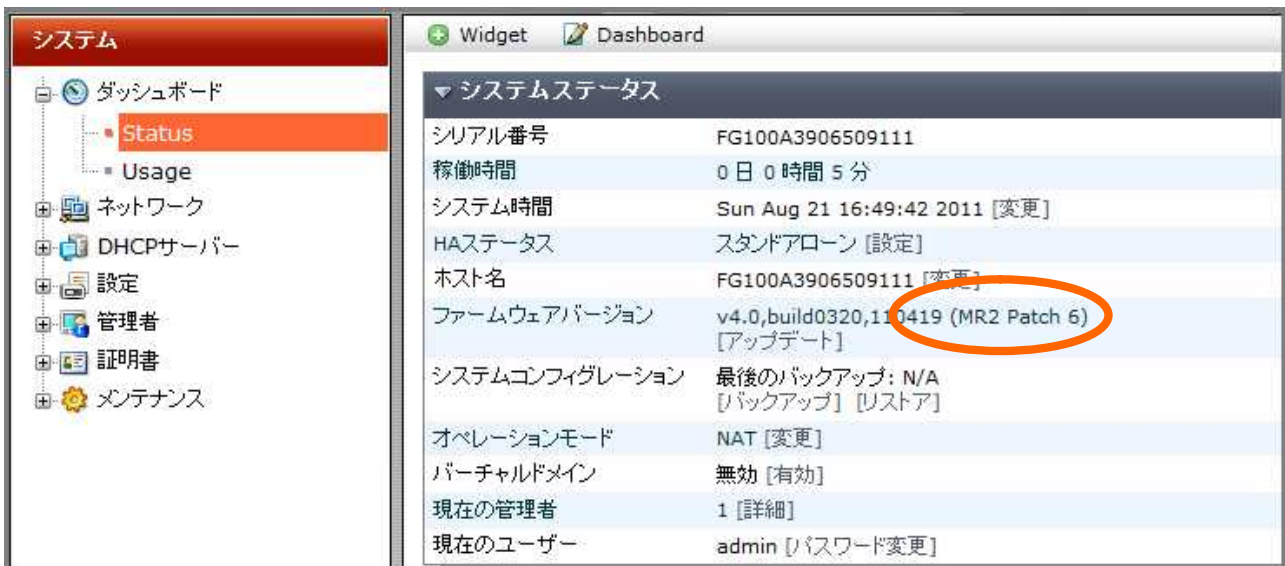 システム
ダッシュボード
Status
Usage
ネットワーク
DHCPサーバー
設定
管理者
証明書
メンテナンス
Widget Dashboard
システムステータス
シリアル番号 FG100A3906509111
稼働時間 0 日 0 時間 5 分
システム時間 Sun Aug 21 16:49:42 2011 [変更]
HAステータス スタンドアローン [設定]
ホスト名 FG100A3906509111 [変更]
ファームウェアバージョン v4.0,build0320,110419 (MR2 Patch 6)
[アップデート]
システムコンフィグレーション 最後のバックアップ: N/A
[バックアップ] [リストア]
オペレーションモード NAT [変更]
バーチャルドメイン 無効 [有効]
現在の管理者 1 [詳細]
現在のユーザー admin [パスワード変更]